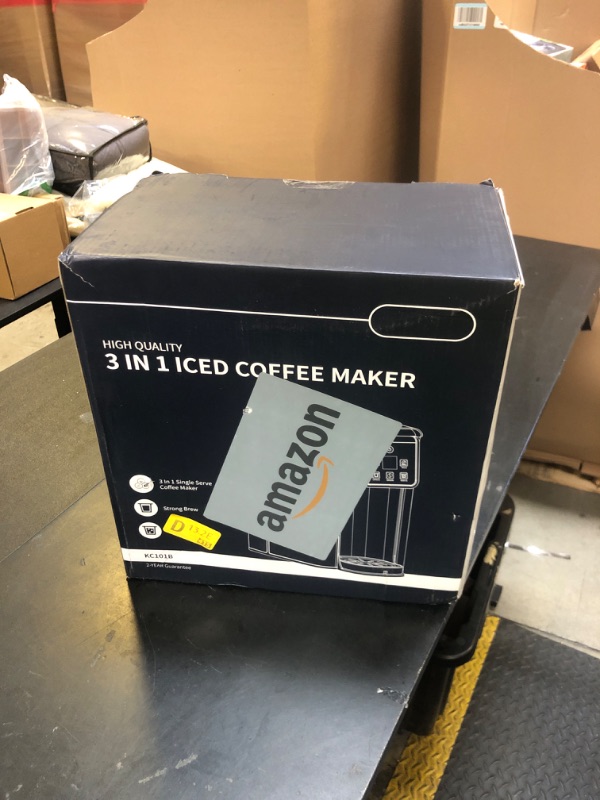 HIGH QUALITY
3 IN 1 ICED COFFEE MAKER
amazon
3 In 1 Single Serve
Coffee Maker
Strong Brew
D
KC101B
2-YEAR Guarantee